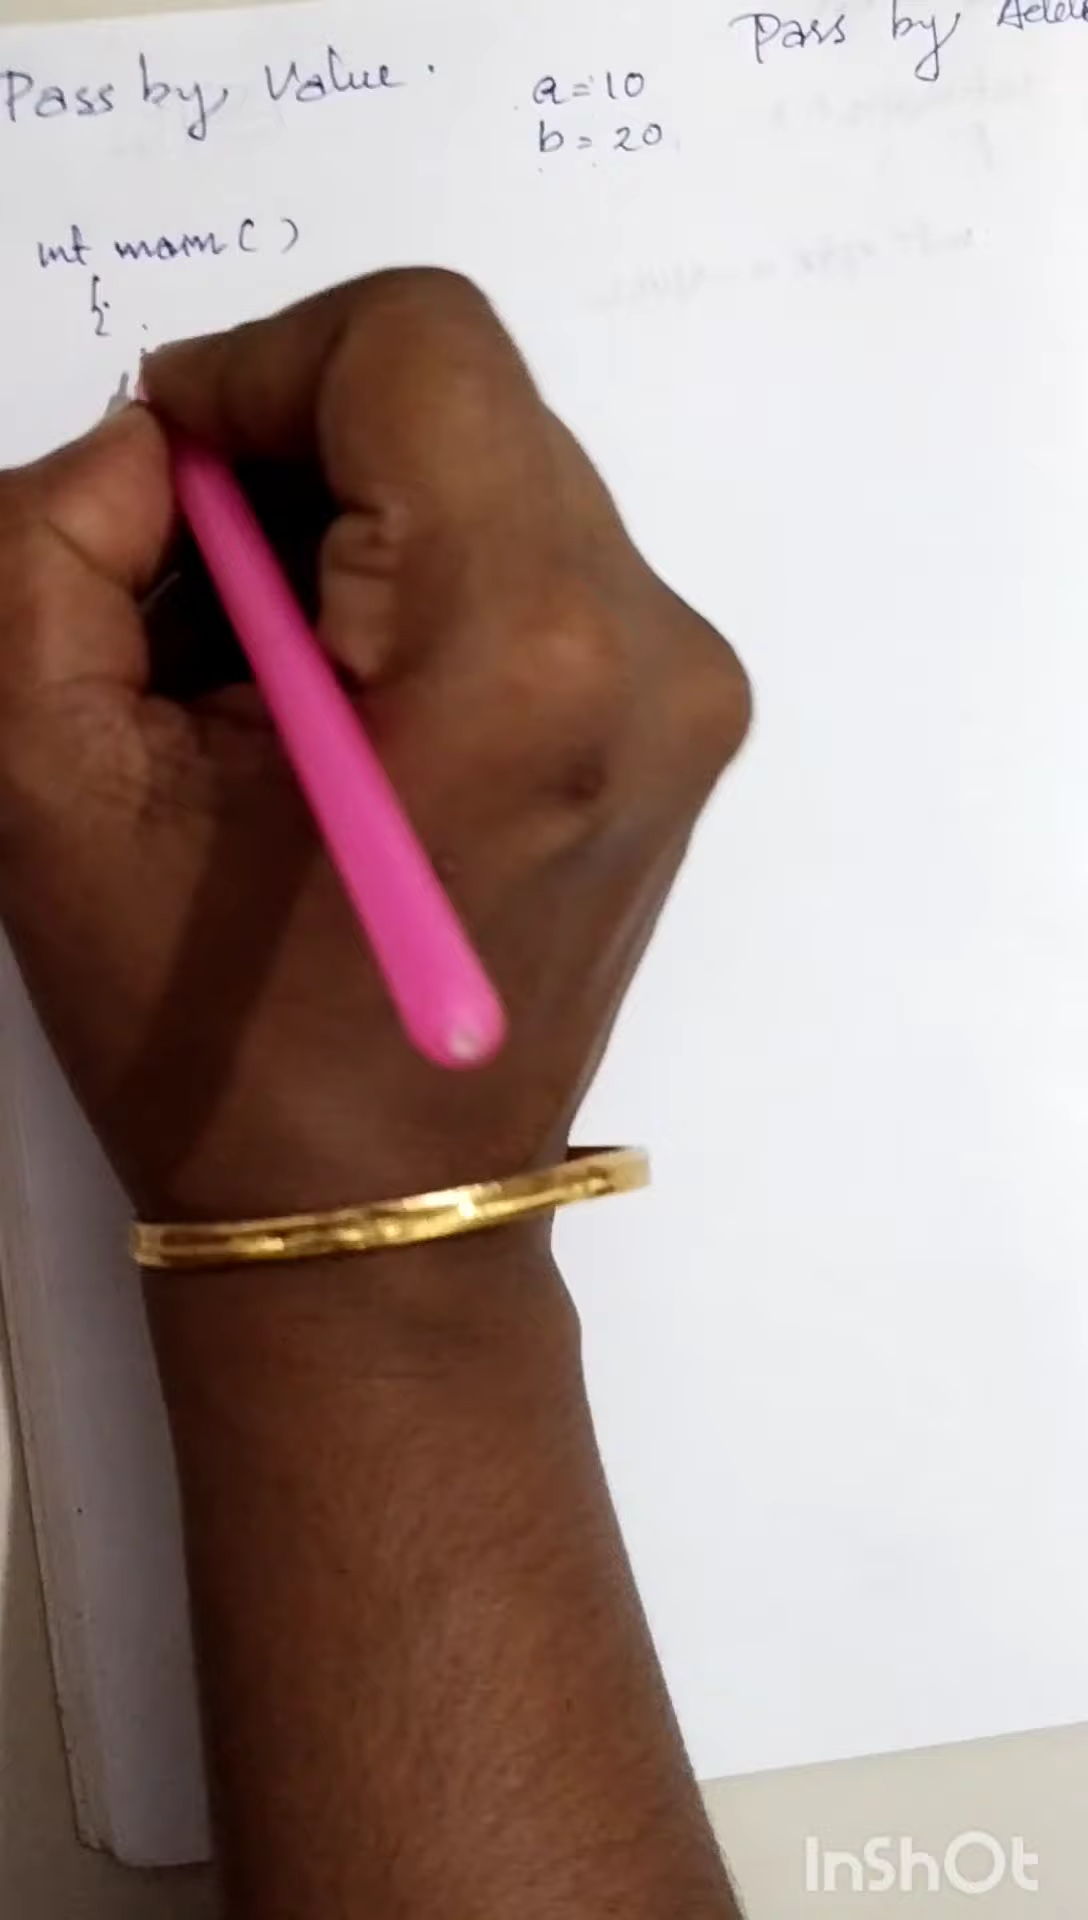 Pass by Value.
Pass by
a=10
b=20
int main()
{
InShOt